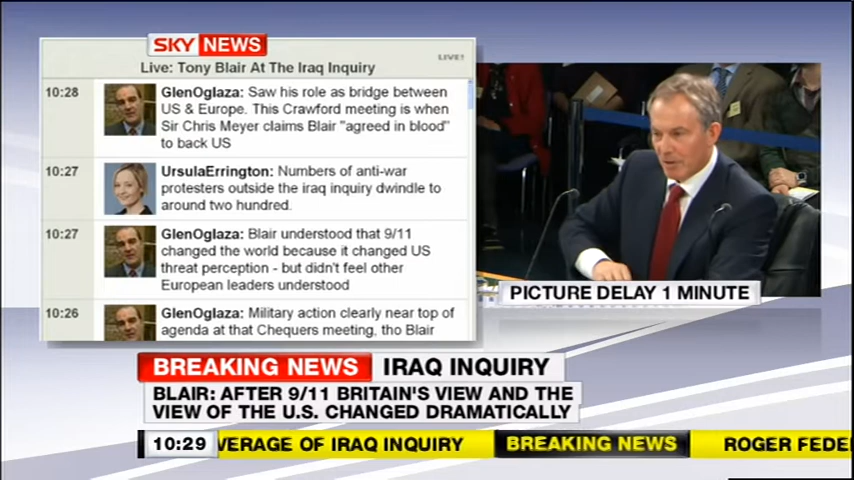 SKY NEWS
LIVE!
Live: Tony Blair At The Iraq Inquiry
10:28
GlenOglaza: Saw his role as bridge between
US & Europe. This Crawford meeting is when
Sir Chris Meyer claims Blair "agreed in blood"
to back US
10:27
UrsulaErrington: Numbers of anti-war
protesters outside the iraq inquiry dwindle to
around two hundred.
10:27
GlenOglaza: Blair understood that 9/11
changed the world because it changed US
threat perception - but didn't feel other
European leaders understood
10:26
GlenOglaza: Military action clearly near top of
agenda at that Chequers meeting, tho Blair
PICTURE DELAY 1 MINUTE
BREAKING NEWS IRAQ INQUIRY
BLAIR: AFTER 9/11 BRITAIN'S VIEW AND THE
VIEW OF THE U.S. CHANGED DRAMATICALLY
10:29 VERAGE OF IRAQ INQUIRY BREAKING NEWS ROGER FEDE